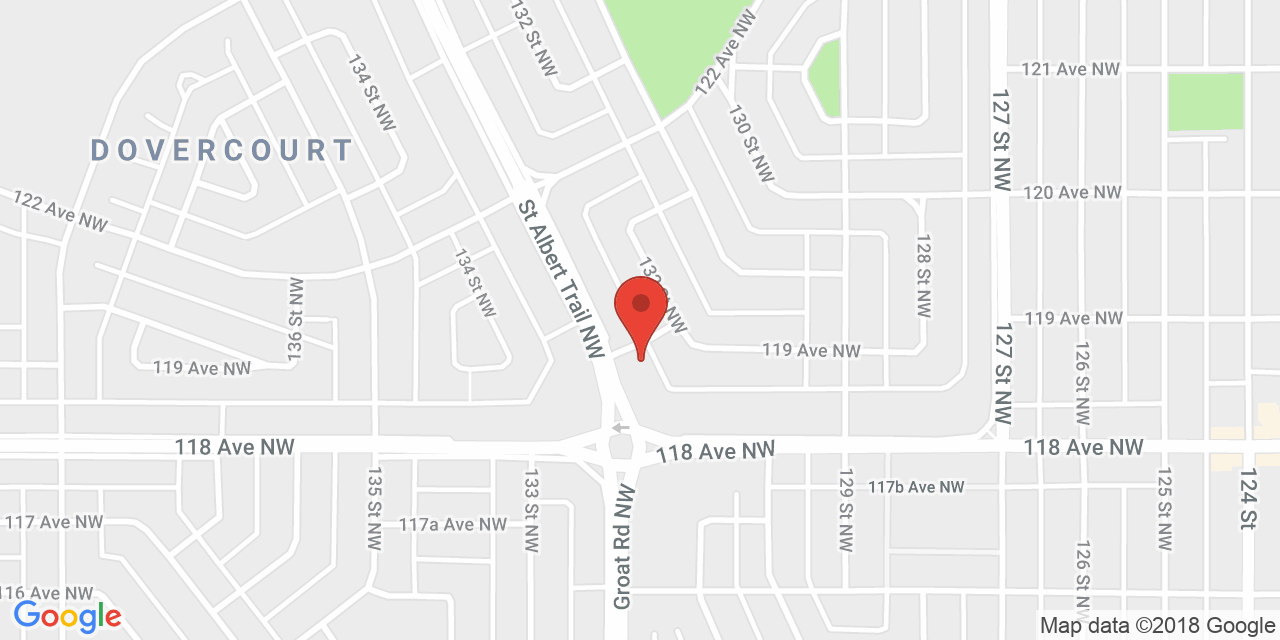 132 St NW
122 Ave NW
134 St NW
121 Ave NW
127 St NW
130 St NW
DOVERCOURT
120 Ave NW
122 Ave NW
St Albert Trail NW
128 St NW
134 St NW
136 St NW
119 Ave NW
119 Ave NW
119 Ave NW
127 St NW
126 St NW
118 Ave NW
118 Ave NW
118 Ave NW
135 St NW
133 St NW
129 St NW
117b Ave NW
125 St NW
124 St
117 Ave NW
117a Ave NW
Groat Rd NW
126 St NW
116 Ave NW
Google
Map data ©2018 Google